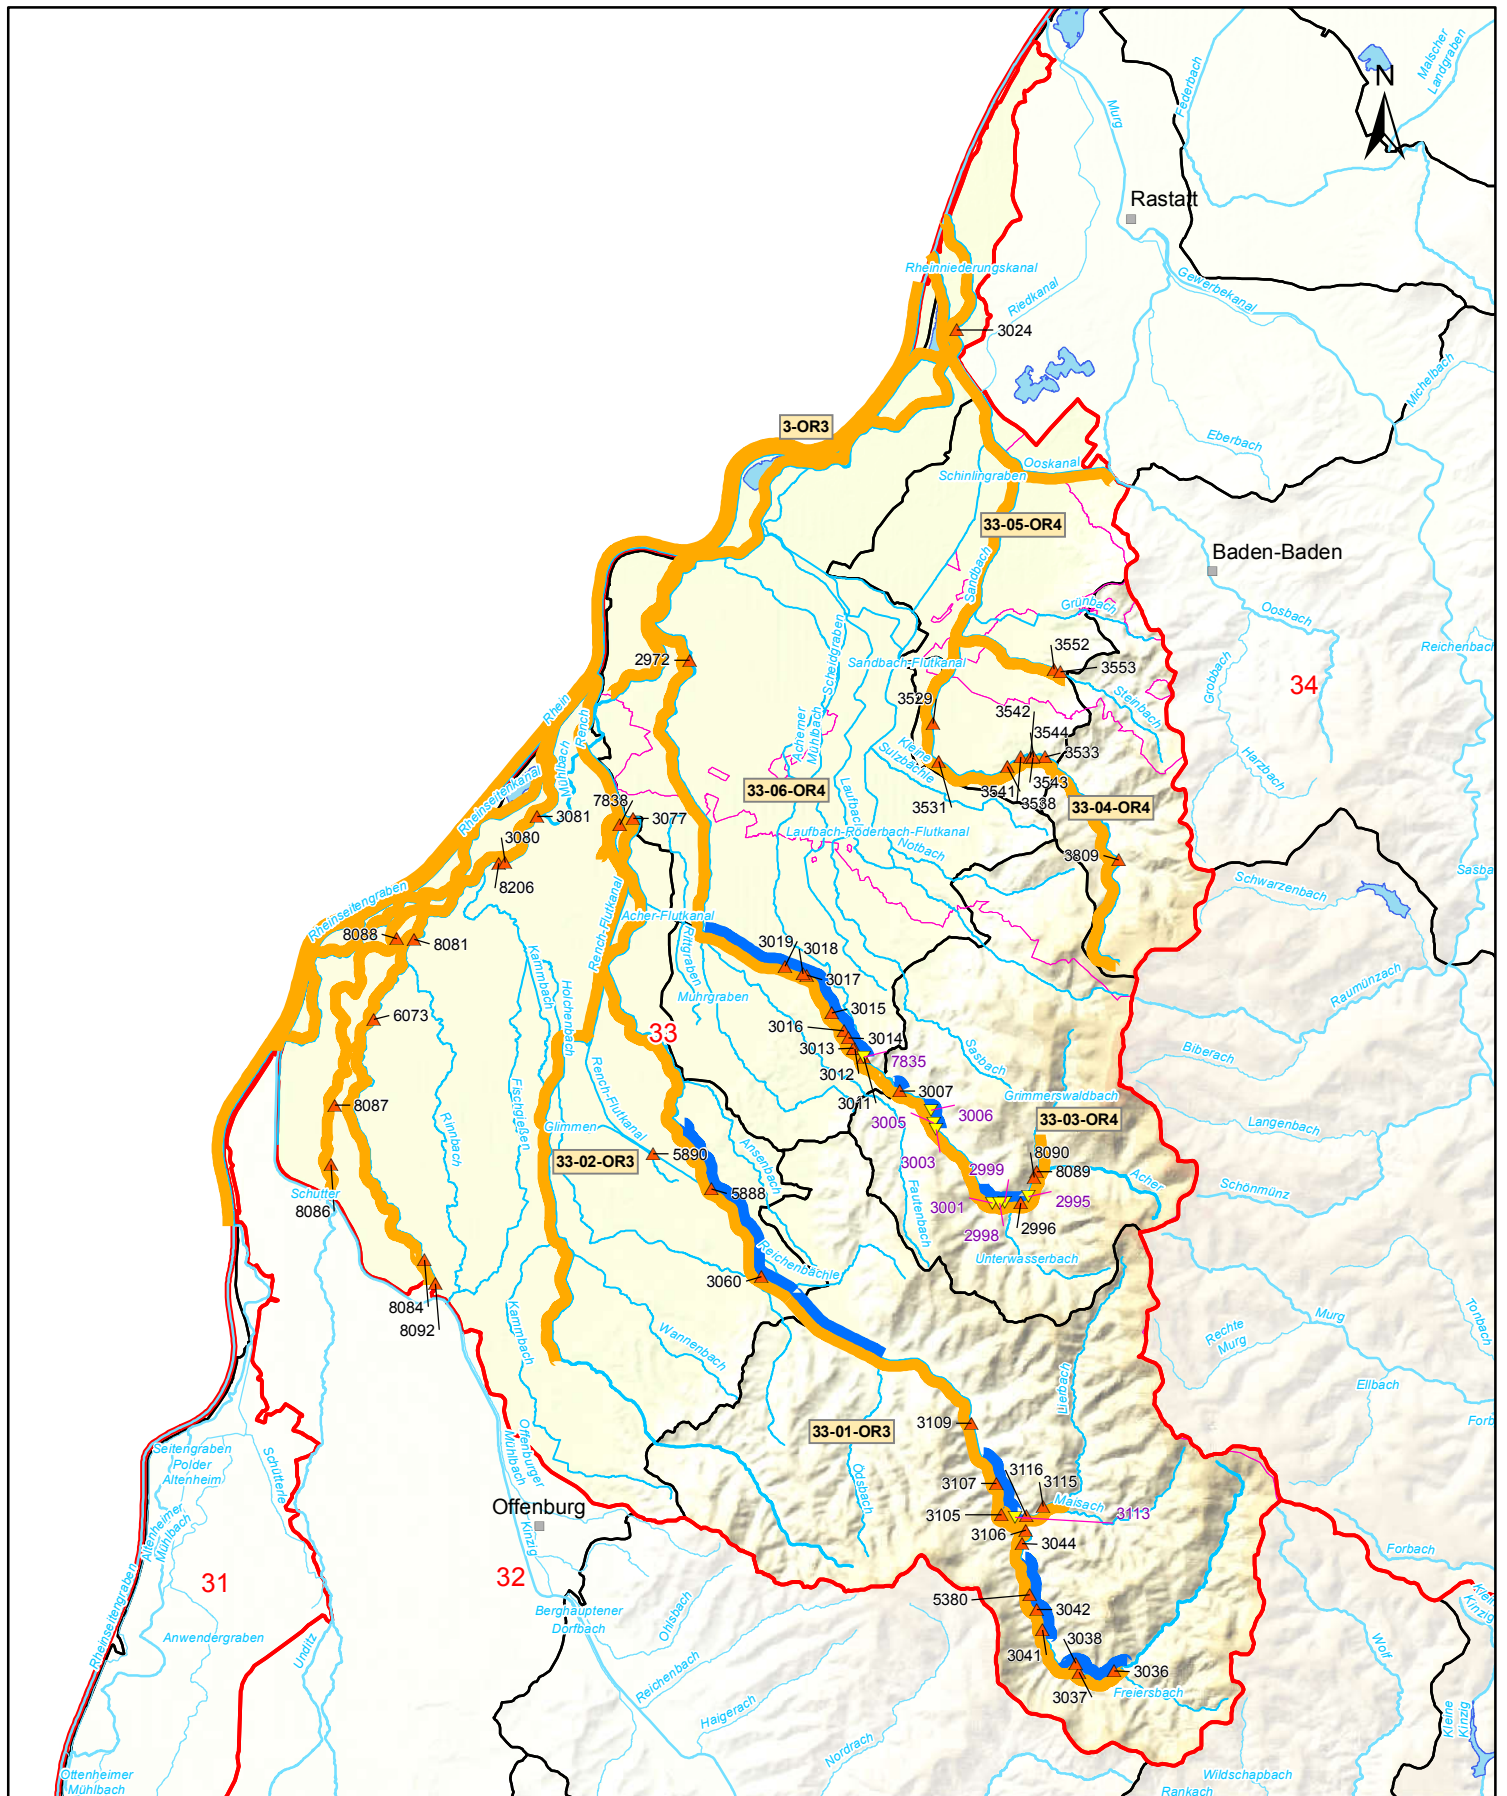 N
Malscher
Landgraben
Federbach
Murg
Rastatt
Rheinniederungskanal
Riedkanal
Gewerbekanal
3024
Michelbach
3-OR3
Eberbach
Ooskanal
Schinlingraben
33-05-OR4
Baden-Baden
Sandbach
Grünbach
Oosbach
Reichenbach
Scheidgraben
3552
2972
Sandbach-Flutkanal
3553
Grobbach
34
Steinbach
3529
Rhein
Rench
Acherner
Mühlbach
3542
3544
Kleine
Sulzbächle
3533
Harzbach
Mühlbach
Rheinseitenkanal
33-06-OR4
3541
3543
3538
Laufbach
33-04-OR4
3531
7838
3081
3077
Laufbach-Röderbach-Flutkanal
3080
Notbach
3809
8206
Sasba
Schwarzenbach
Rheinseitengraben
Acher-Flutkanal
Rench-Flutkanal
8088
8081
Rittgraben
3019
3018
Kammbach
3017
Raumünzach
Holchenbach
Muhrgraben
6073
33
3015
3016
3014
3013
7835
Sasbach
Biberach
3012
3007
3011
Grimmerswaldbach
Rench-Flutkanal
Fischgießen
8087
Rinnbach
3006
3005
33-03-OR4
Langenbach
Glimmen
33-02-OR3
5890
Ansenbach
3003
8090
2999
8089
Acher
Schönmünz
5888
Schutter
3001
2995
8086
Fautenbach
2998
2996
Reichenbächle
Unterwasserbach
3060
8084
8092
Kammbach
Wannenbach
Murg
Rechte
Murg
Tonbach
Lierbach
Ellbach
3109
33-01-OR3
Forb
Seitengraben
Polder
Altenheim
Schütterle
Offenburger
Mühlbach
3116
3107
3115
Ödsbach
Maisach
Offenburg
3105
3113
Kinzig
3106
3044
Altenheimer
Mühlbach
Forbach
31
32
5380
Klein
Kinzig
Berghauptener
Dorfbach
Ohlsbach
3042
Rheinseitengraben
Anwendergraben
Unditz
3038
3041
Wolf
Reichenbach
3036
3037
Freiersbach
Haigerach
Kleine
Kinzig
Nordrach
Ottenheimer
Mühlbach
Wildschapbach
Rankach